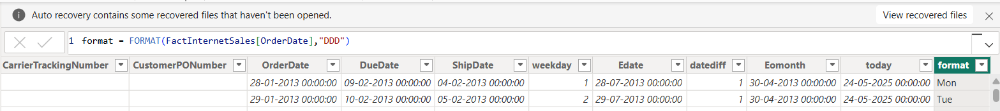 Auto recovery contains some recovered files that haven't been opened. View recovered files
1 format = FORMAT(FactInternetSales[OrderDate],"DDD")
CarrierTrackingNumber CustomerPONumber OrderDate DueDate ShipDate weekday Edate datediff Eomonth today format
28-01-2013 00:00:00 09-02-2013 00:00:00 04-02-2013 00:00:00 1 28-07-2013 00:00:00 1 30-04-2013 00:00:00 24-05-2025 00:00:00 Mon
29-01-2013 00:00:00 10-02-2013 00:00:00 05-02-2013 00:00:00 2 29-07-2013 00:00:00 1 30-04-2013 00:00:00 24-05-2025 00:00:00 Tue